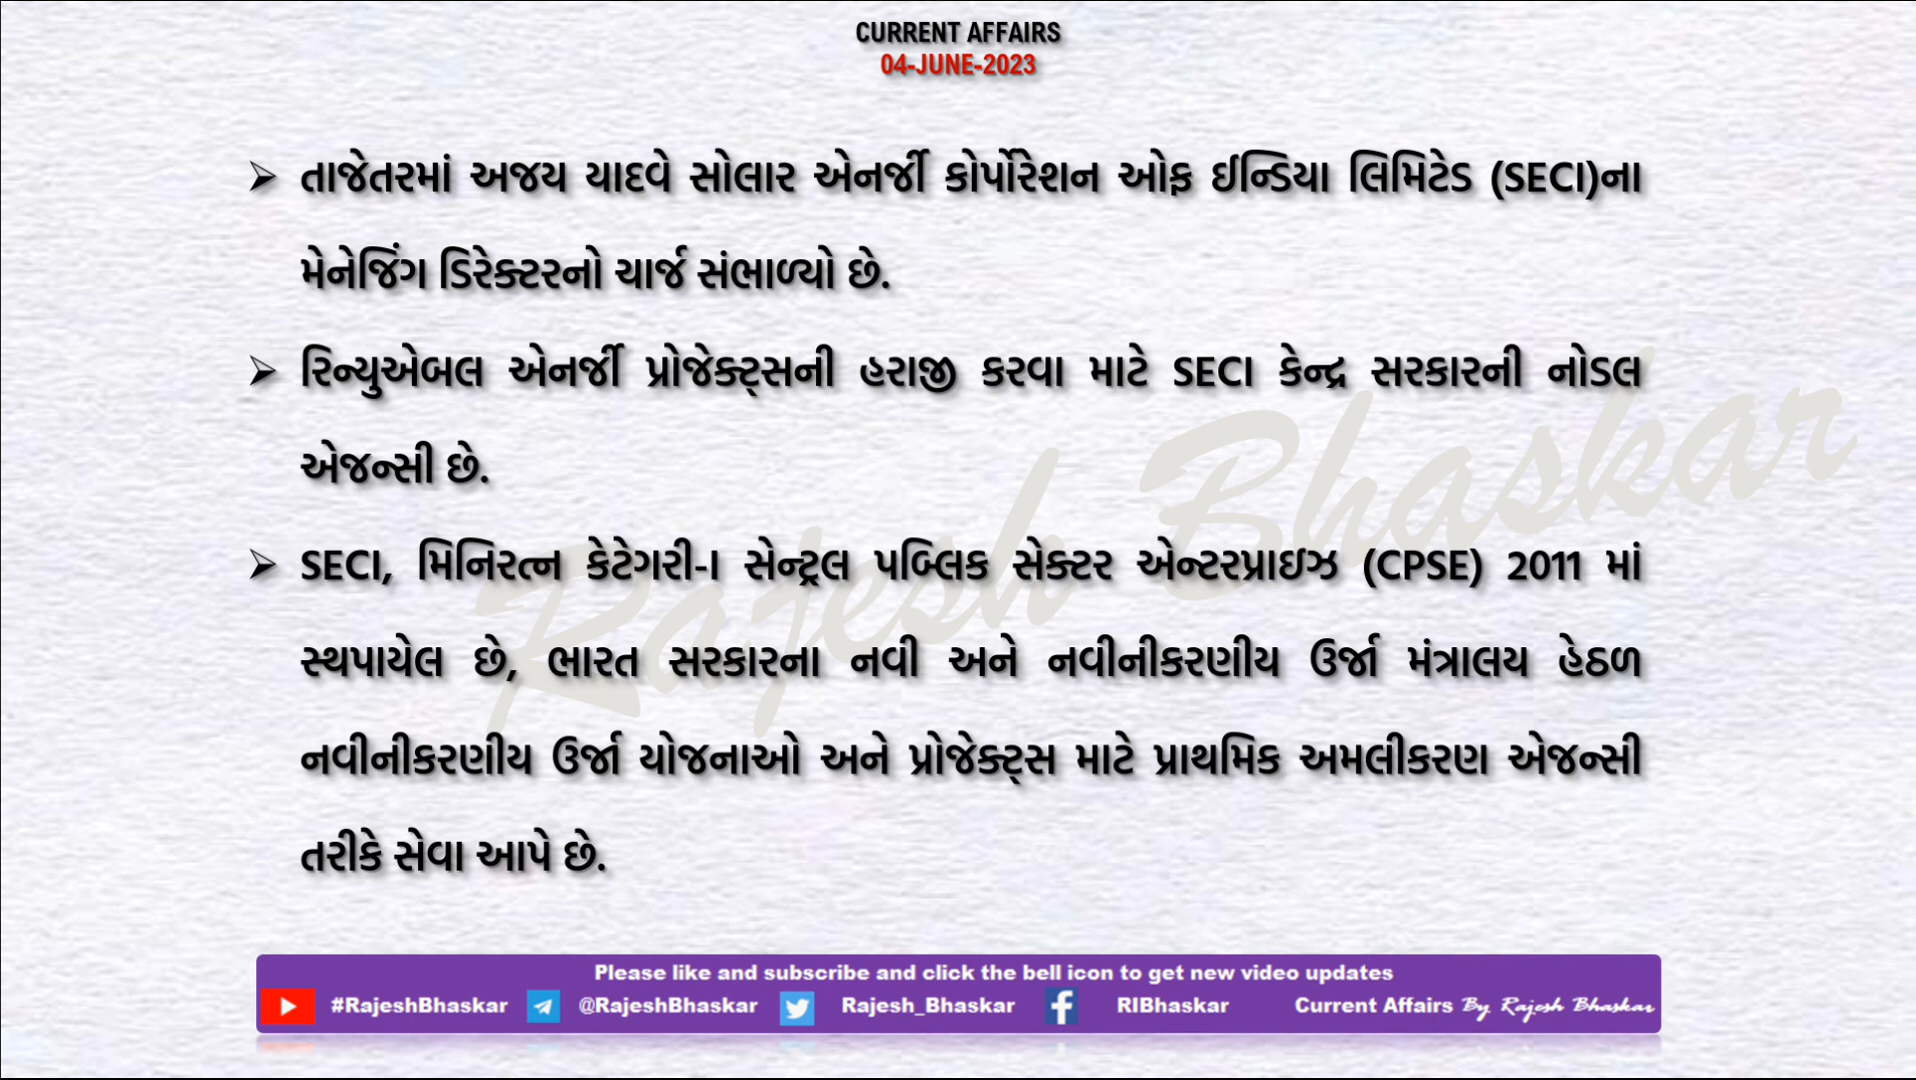 CURRENT AFFAIRS
04-JUNE-2023
➢ તાજેતરમાં અજય યાદવે સોલાર એનર્જી કોર્પોરેશન ઓફ ઈન્ડિયા લિમિટેડ (SECI)ના
મેનેજિંગ ડિરેક્ટરનો ચાર્જ સંભાળ્યો છે.
➢ રિન્યુએબલ એનર્જી પ્રોજેક્ટ્સની હરાજી કરવા માટે SECI કેન્દ્ર સરકારની નોડલ
એજન્સી છે.
➢ SECI, મિનિરત્ન કેટેગરી-I સેન્ટ્રલ પબ્લિક સેક્ટર એન્ટરપ્રાઇઝ (CPSE) 2011 માં
સ્થપાયેલ છે, ભારત સરકારના નવી અને નવીનીકરણીય ઉર્જા મંત્રાલય હેઠળ
નવીનીકરણીય ઉર્જા યોજનાઓ અને પ્રોજેક્ટ્સ માટે પ્રાથમિક અમલીકરણ એજન્સી
તરીકે સેવા આપે છે.
Rajesh Bhaskar
Please like and subscribe and click the bell icon to get new video updates
#RajeshBhaskar @RajeshBhaskar Rajesh_Bhaskar RIBhaskar Current Affairs By Rajesh Bhaskar